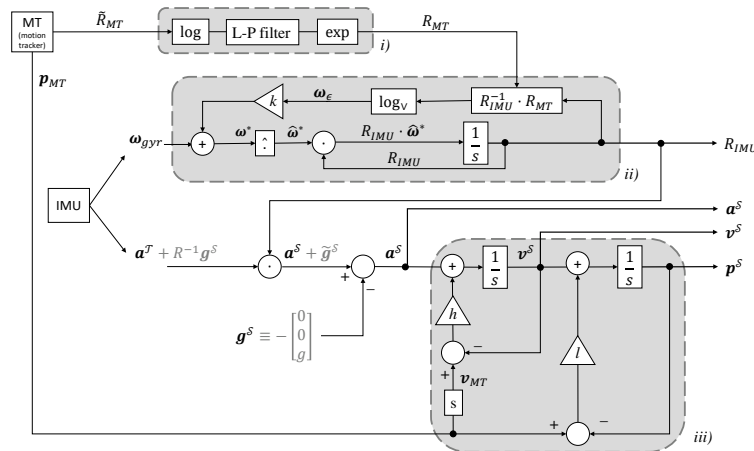 MT
(motion
tracker)
R̃_MT
log
L-P filter
exp
i)
R_MT
p_MT
k
ω_ϵ
log_∨
R_IMU^{-1} · R_MT
ω_gyr
+
ω*
ˆ:
ω̂*
·
R_IMU · ω̂*
R_IMU
1/s
ii)
R_IMU
IMU
a^S
v^S
a^T + R^{-1}g^S
·
a^S + g̃^S
+
−
a^S
+
1/s
v^S
+
1/s
p^S
g^S ≡ −[0 0 g]
h
l
−
+
v_MT
s
+
−
iii)